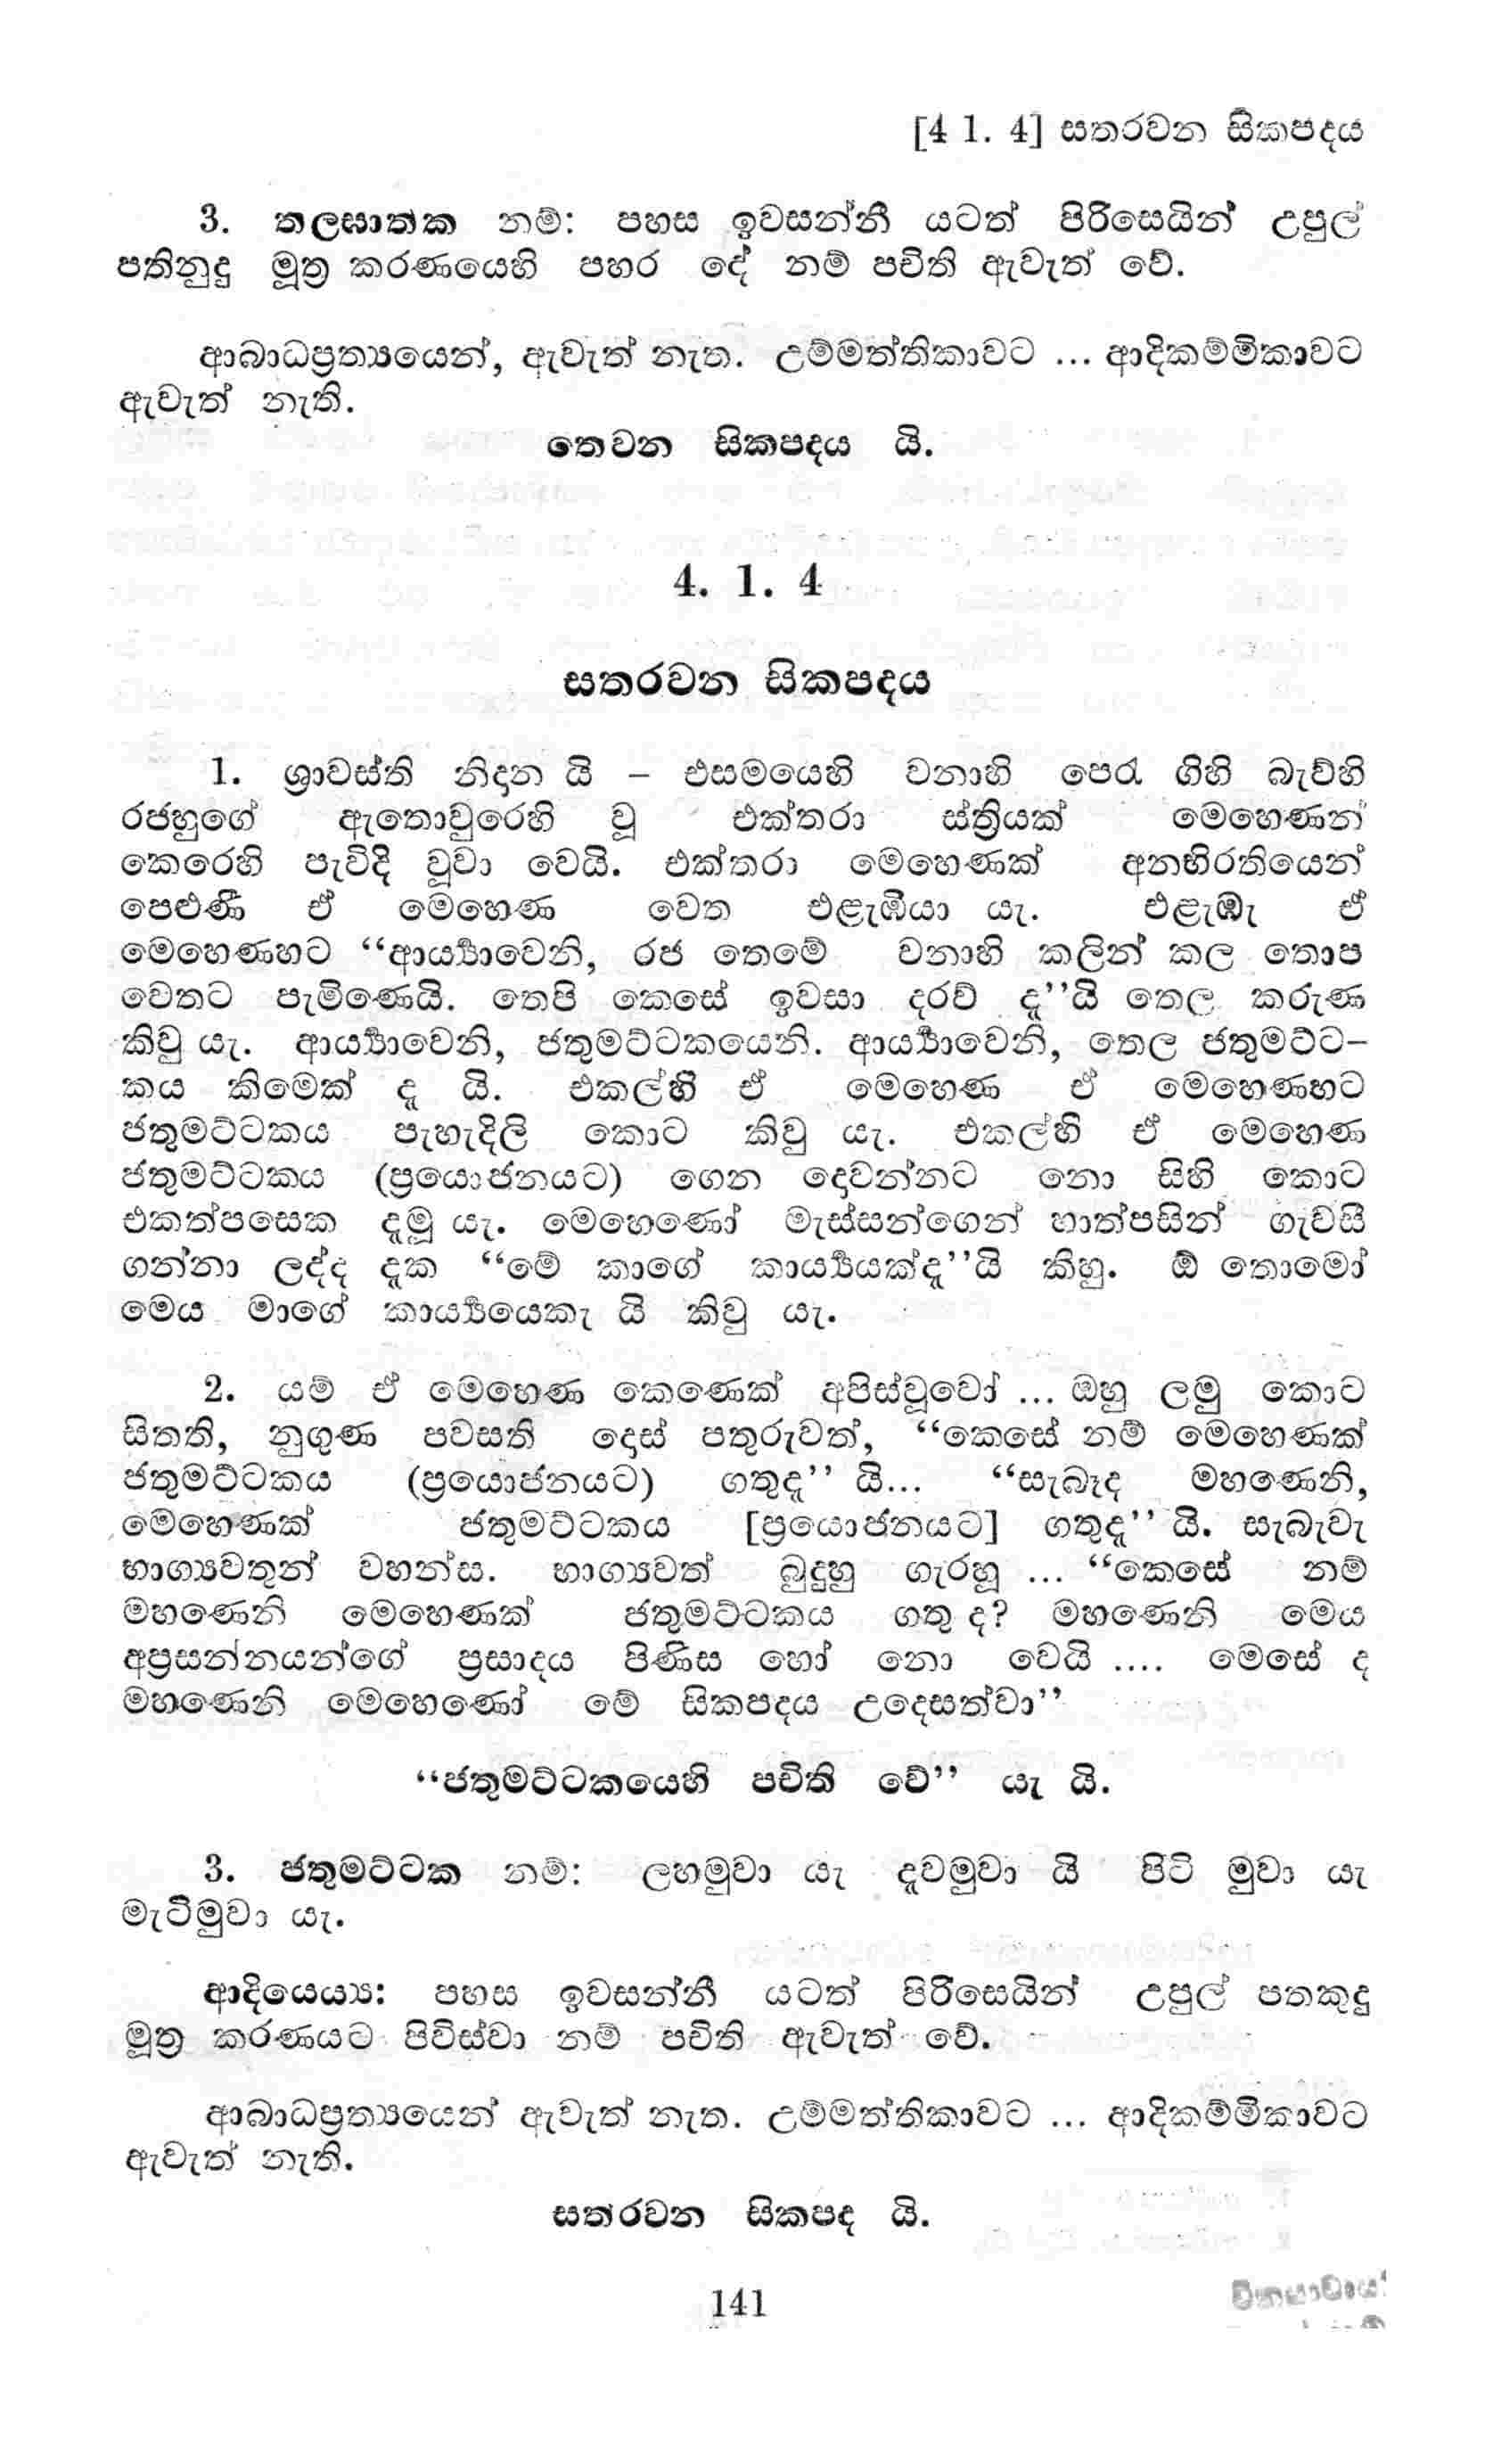 [4 1. 4] සතරවන සිකපදය
3. තලඝාතක නම්: පහස ඉවසන්නී යටත් පිරිසෙයින් උපුල්
පතිනුදු මූත්‍ර කරණයෙහි පහර දේ නම් පචිති ඇවැත් වේ.
ආබාධප්‍රත්‍යයෙන්, ඇවැත් නැත. උම්මත්තිකාවට ... ආදිකම්මිකාවට
ඇවැත් නැති.
තෙවන සිකපදය යි.
4. 1. 4
සතරවන සිකපදය
1. ශ්‍රාවස්ති නිදාන යි – එසමයෙහි වනාහි පෙරැ ගිහි බැව්හි
රජහුගේ ඇතොවුරෙහි වූ එක්තරා ස්ත්‍රියක් මෙහෙණන්
කෙරෙහි පැවිදි වූවා වෙයි. එක්තරා මෙහෙණක් අනභිරතියෙන්
පෙළුණී ඒ මෙහෙණ වෙත එළැඹියා යැ. එළැඹැ ඒ
මෙහෙණහට “ආර්‍ය්‍යාවෙනි, රජ තෙමේ වනාහි කලින් කල තොප
වෙතට පැමිණෙයි. තෙපි කෙසේ ඉවසා දරව් දැ’’යි තෙල කරුණ
කිවු යැ. ආර්‍ය්‍යාවෙනි, ජතුමට්ටකයෙනි. ආර්‍ය්‍යාවෙනි, තෙල ජතුමට්ට-
කය කිමෙක් දැ යි. එකල්හි ඒ මෙහෙණ ඒ මෙහෙණහට
ජතුමට්ටකය පැහැදිලි කොට කිවු යැ. එකල්හි ඒ මෙහෙණ
ජතුමට්ටකය (ප්‍රයොජනයට) ගෙන දොවන්නට නො සිහි කොට
එකත්පසෙක දැමූ යැ. මෙහෙණෝ මැස්සන්ගෙන් හාත්පසින් ගැවසී
ගන්නා ලද්ද දැක “මේ කාගේ කාර්‍ය්‍යයක්දැ’’යි කිහු. ඕ තොමෝ
මෙය මාගේ කාර්‍ය්‍යයෙකැ යි කිවු යැ.
2. යම් ඒ මෙහෙණ කෙණෙක් අපිස්වූවෝ ... ඔහු ලමු කොට
සිතති, නුගුණ පවසති දොස් පතුරුවත්, “කෙසේ නම් මෙහෙණක්
ජතුමට්ටකය (ප්‍රයොජනයට) ගතුදැ’’ යි... “සැබෑද මහණෙනි,
මෙහෙණක් ජතුමට්ටකය [ප්‍රයොජනයට] ගතුදැ’’ යි. සැබැවැ
භාග්‍යවතුන් වහන්ස. භාග්‍යවත් බුදුහු ගැරහූ ... “කෙසේ නම්
මහණෙනි මෙහෙණක් ජතුමට්ටකය ගතු ද? මහණෙනි මෙය
අප්‍රසන්නයන්ගේ ප්‍රසාදය පිණිස හෝ නො වෙයි .... මෙසේ ද
මහණෙනි මෙහෙණෝ මේ සිකපදය උදෙසත්වා’’
“ජතුමට්ටකයෙහි පචිති වේ’’ යැ යි.
3. ජතුමට්ටක නම්: ලහමුවා යැ දැවමුවා යි පිටි මුවා යැ
මැටිමුවා යැ.
ආදියෙය්‍ය: පහස ඉවසන්නී යටත් පිරිසෙයින් උපුල් පතකුදු
මූත්‍ර කරණයට පිවිස්වා නම් පචිති ඇවැත් වේ.
ආබාධප්‍රත්‍යයෙන් ඇවැත් නැත. උම්මත්තිකාවට ... ආදිකම්මිකාවට
ඇවැත් නැති.
සතරවන සිකපද යි.
141